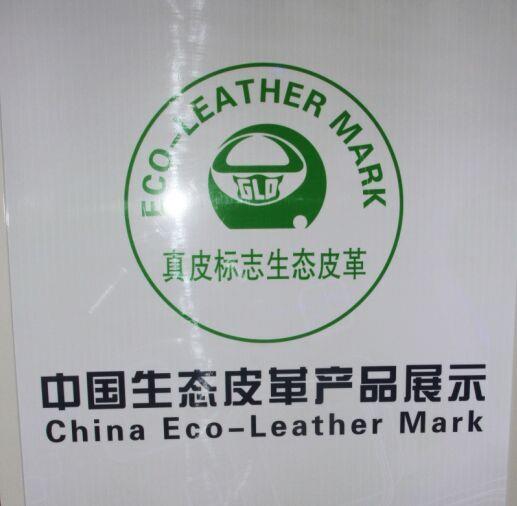 ECO-LEATHER MARK
GLD
真皮标志生态皮革
中国生态皮革产品展示
China Eco-Leather Mark